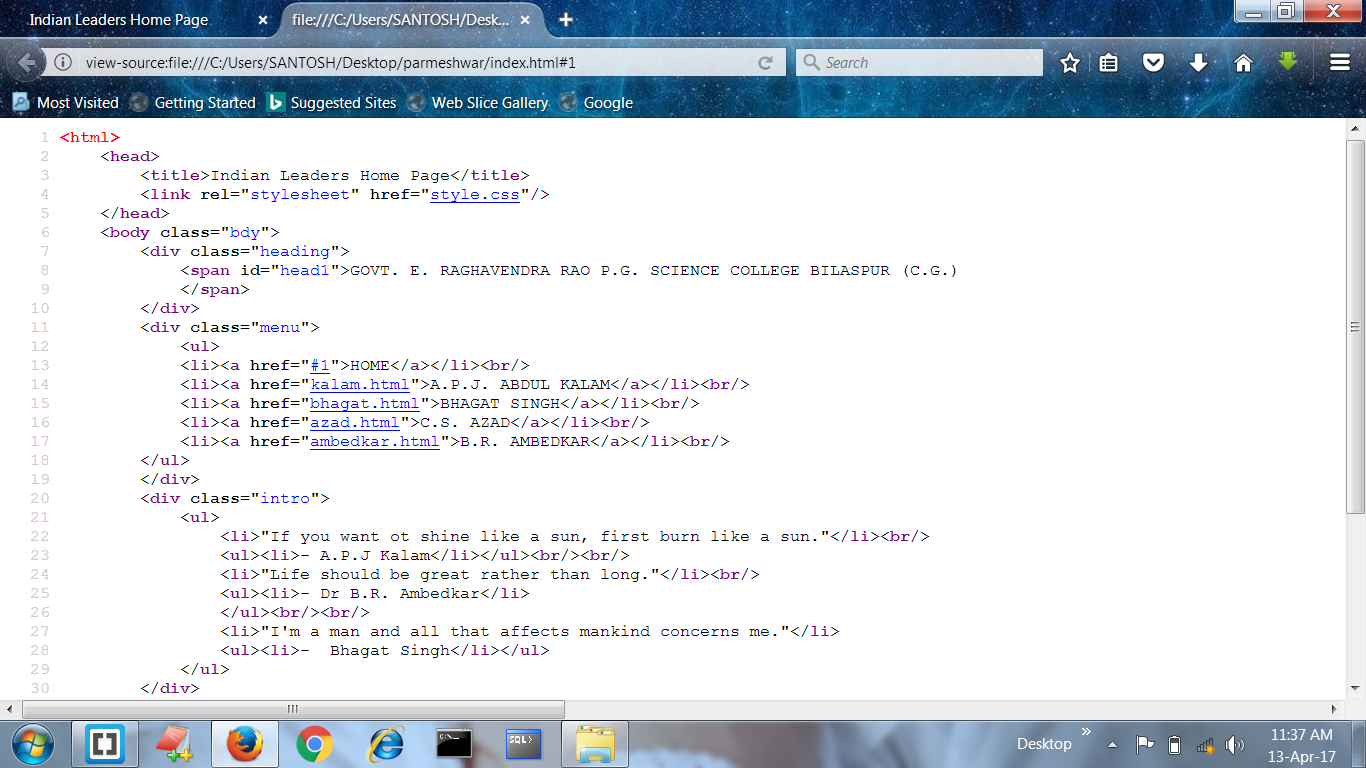 Indian Leaders Home Page
file:///C:/Users/SANTOSH/Desk...
view-source:file:///C:/Users/SANTOSH/Desktop/parmeshwar/index.html#1
Search
Most Visited Getting Started Suggested Sites Web Slice Gallery Google
1 <html>
2 <head>
3 <title>Indian Leaders Home Page</title>
4 <link rel="stylesheet" href="style.css"/>
5 </head>
6 <body class="bdy">
7 <div class="heading">
8 <span id="head1">GOVT. E. RAGHAVENDRA RAO P.G. SCIENCE COLLEGE BILASPUR (C.G.)
9 </span>
10 </div>
11 <div class="menu">
12 <ul>
13 <li><a href="#1">HOME</a></li><br/>
14 <li><a href="kalam.html">A.P.J. ABDUL KALAM</a></li><br/>
15 <li><a href="bhagat.html">BHAGAT SINGH</a></li><br/>
16 <li><a href="azad.html">C.S. AZAD</a></li><br/>
17 <li><a href="ambedkar.html">B.R. AMBEDKAR</a></li><br/>
18 </ul>
19 </div>
20 <div class="intro">
21 <ul>
22 <li>"If you want ot shine like a sun, first burn like a sun."</li><br/>
23 <ul><li>- A.P.J Kalam</li></ul><br/><br/>
24 <li>"Life should be great rather than long."</li><br/>
25 <ul><li>- Dr B.R. Ambedkar</li>
26 </ul><br/><br/>
27 <li>"I'm a man and all that affects mankind concerns me."</li>
28 <ul><li>-  Bhagat Singh</li></ul>
29 </ul>
30 </div>
C:\_
SQL>
Desktop »
11:37 AM
13-Apr-17